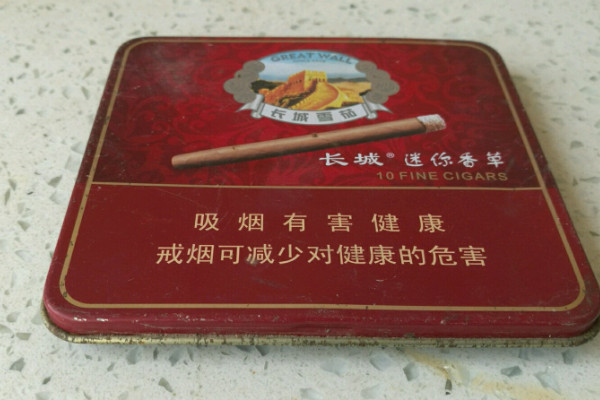 GREAT WALL
长城雪茄
长城® 迷你香草
10 FINE CIGARS
吸烟有害健康
戒烟可减少对健康的危害